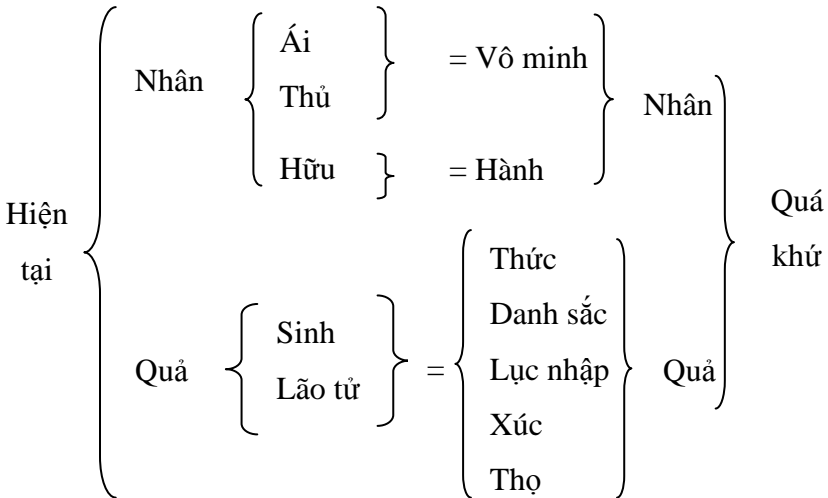 Ái
= Vô minh
Nhân
Thủ
Nhân
Hữu
= Hành
Hiện
tại
Quá
khứ
Thức
Danh sắc
Sinh
Quả
=
Lục nhập
Quả
Lão tử
Xúc
Thọ